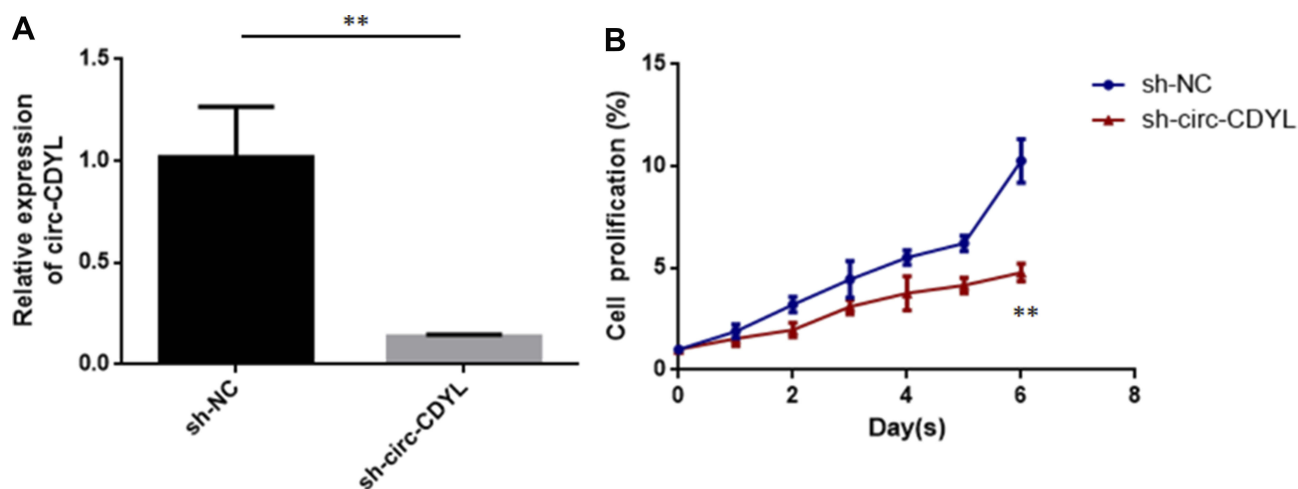 A
**
Relative expression
of circ-CDYL
1.5
1.0
0.5
0.0
sh-NC
sh-circ-CDYL
B
Cell prolification (%)
15
10
5
0
0 2 4 6 8
Day(s)
sh-NC
sh-circ-CDYL
**